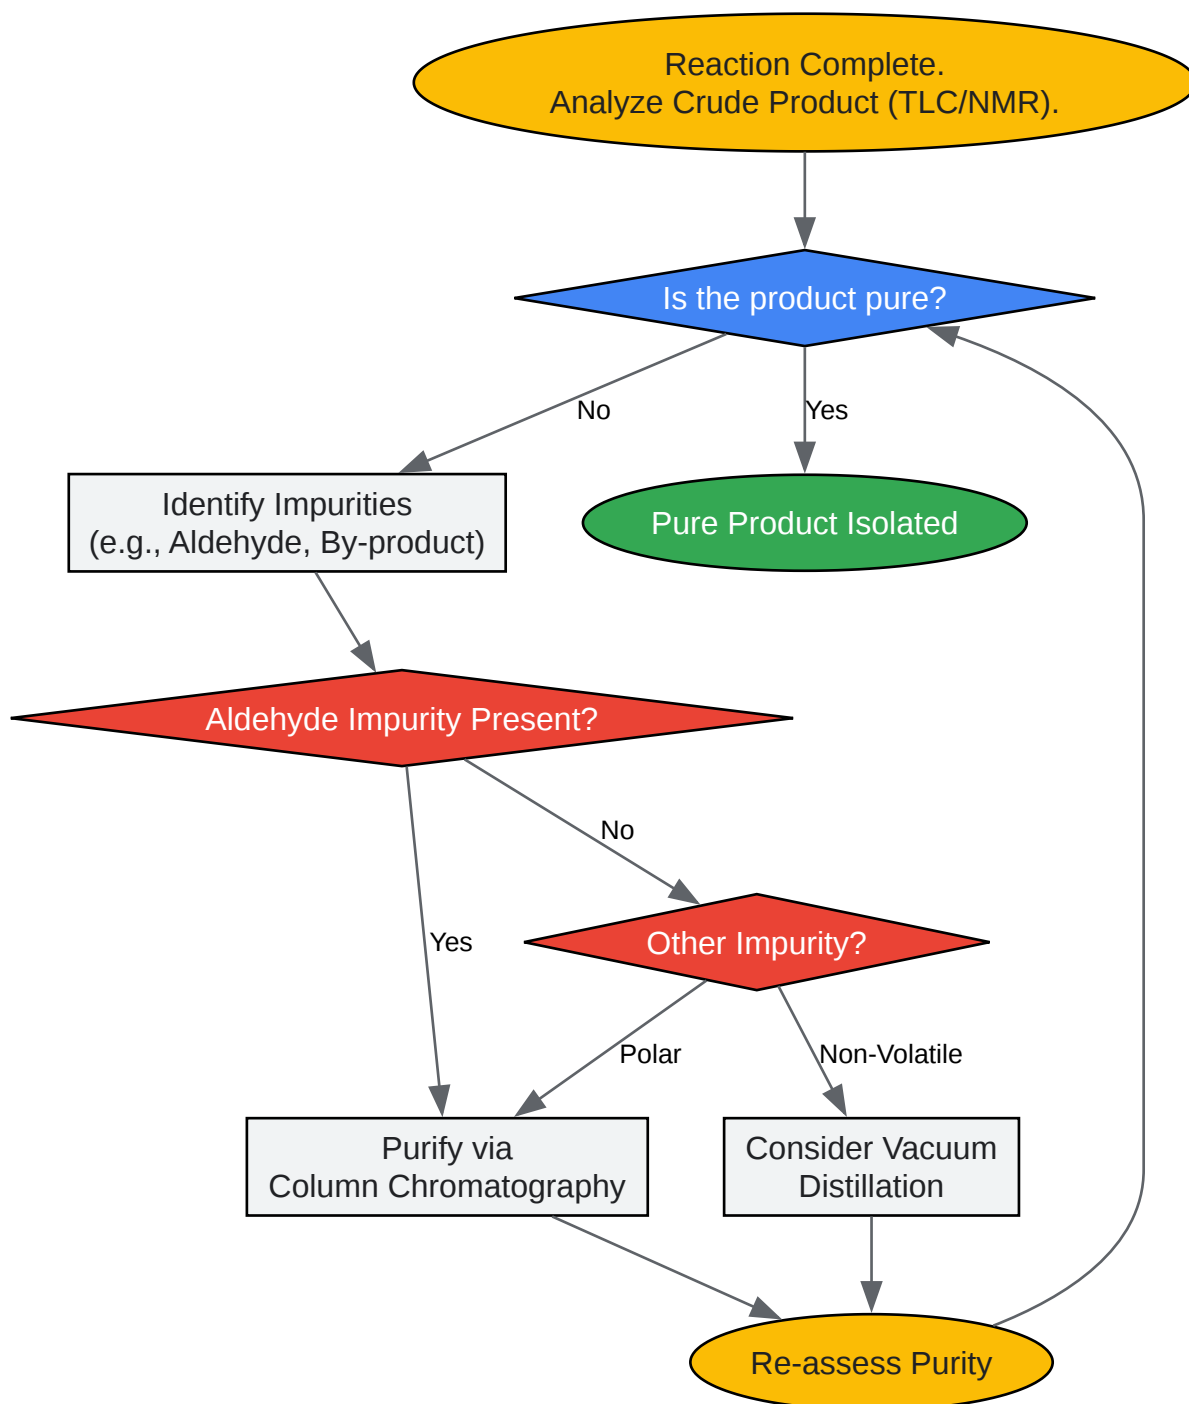 Reaction Complete.
Analyze Crude Product (TLC/NMR).
Is the product pure?
No
Yes
Identify Impurities
(e.g., Aldehyde, By-product)
Pure Product Isolated
Aldehyde Impurity Present?
No
Yes
Other Impurity?
Polar
Non-Volatile
Purify via
Column Chromatography
Consider Vacuum
Distillation
Re-assess Purity